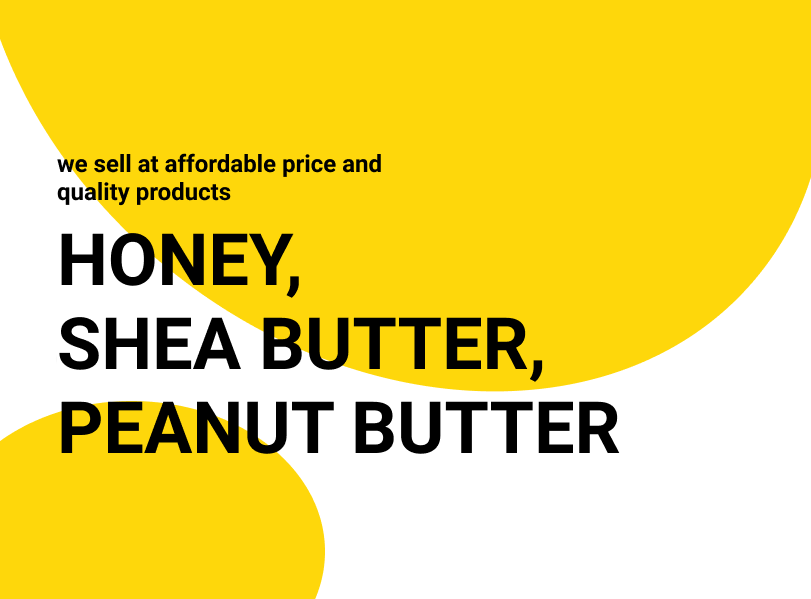 we sell at affordable price and
quality products
HONEY,
SHEA BUTTER,
PEANUT BUTTER